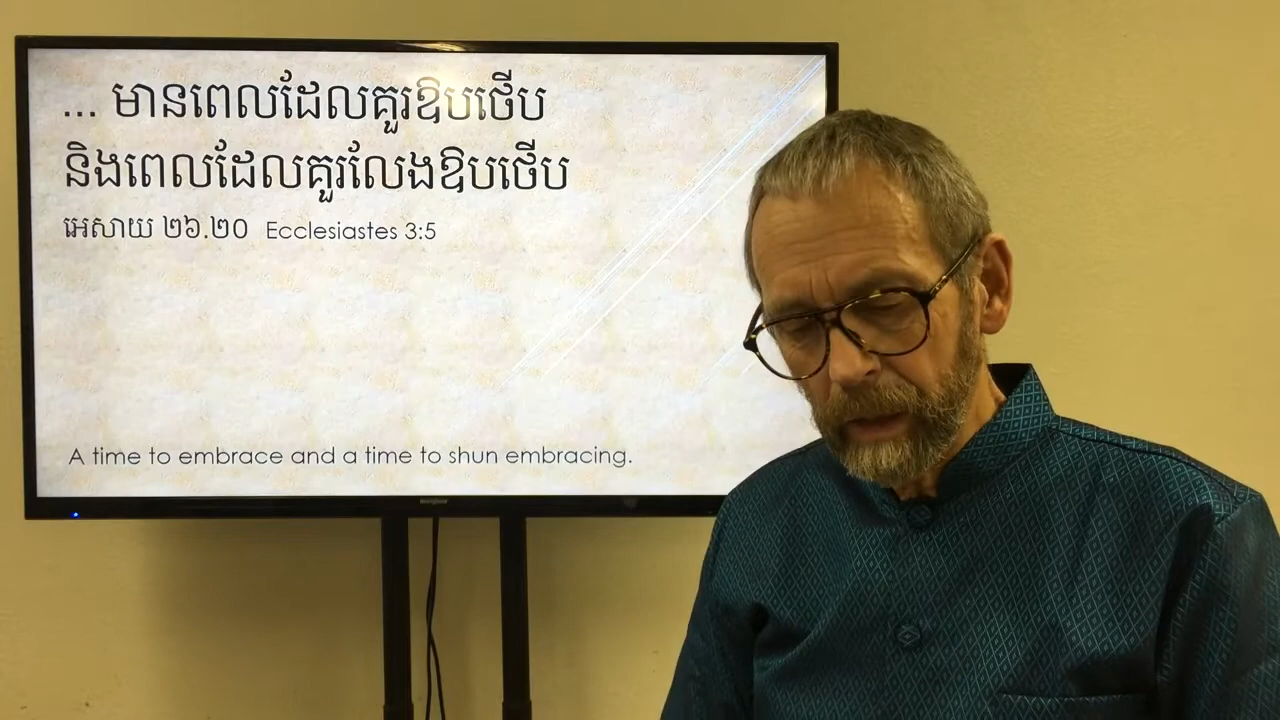 ... មានពេលដែលគួរឱបថើប
និងពេលដែលគួរលែងឱបថើប
អេសាយ ២៦.២០ Ecclesiastes 3:5
A time to embrace and a time to shun embracing.